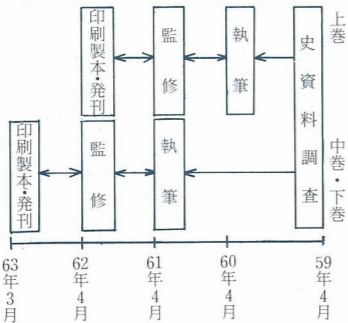 上巻
史資料調査
執筆
監修
印刷製本・発刊
中巻・下巻
執筆
監修
印刷製本・発刊
59年4月
60年4月
61年4月
62年4月
63年3月